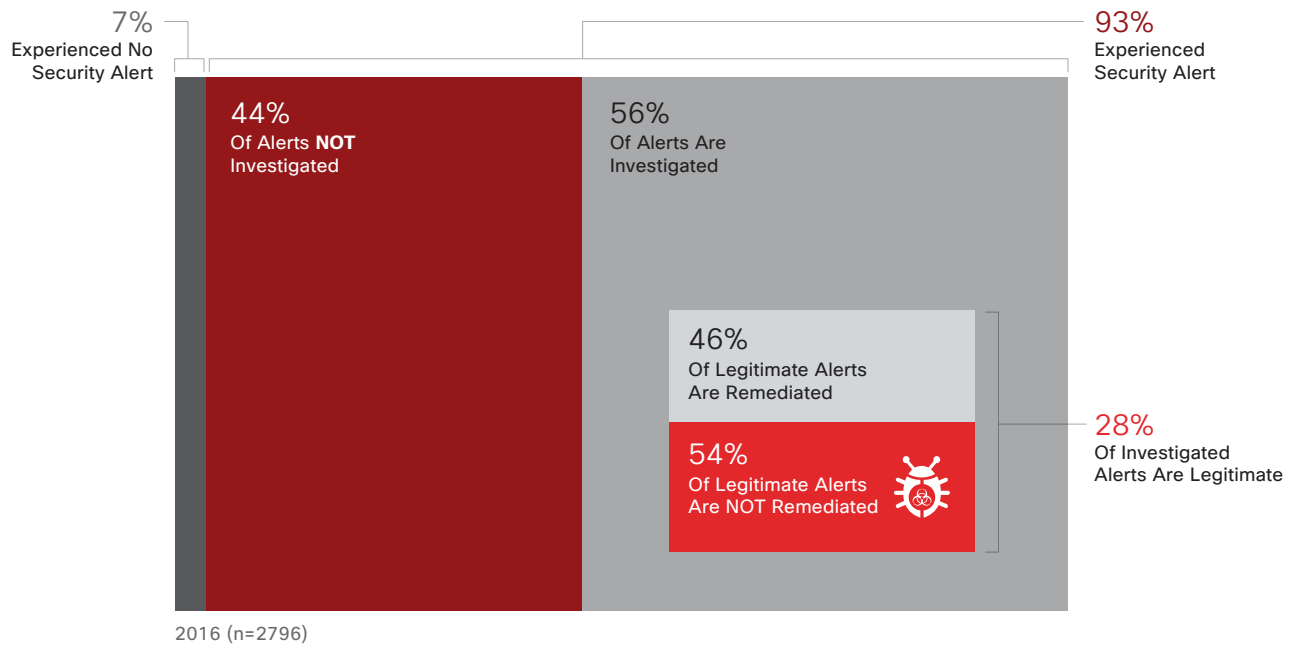 7%
Experienced No
Security Alert
93%
Experienced
Security Alert
44%
Of Alerts NOT
Investigated
56%
Of Alerts Are
Investigated
46%
Of Legitimate Alerts
Are Remediated
54%
Of Legitimate Alerts
Are NOT Remediated
28%
Of Investigated
Alerts Are Legitimate
2016 (n=2796)